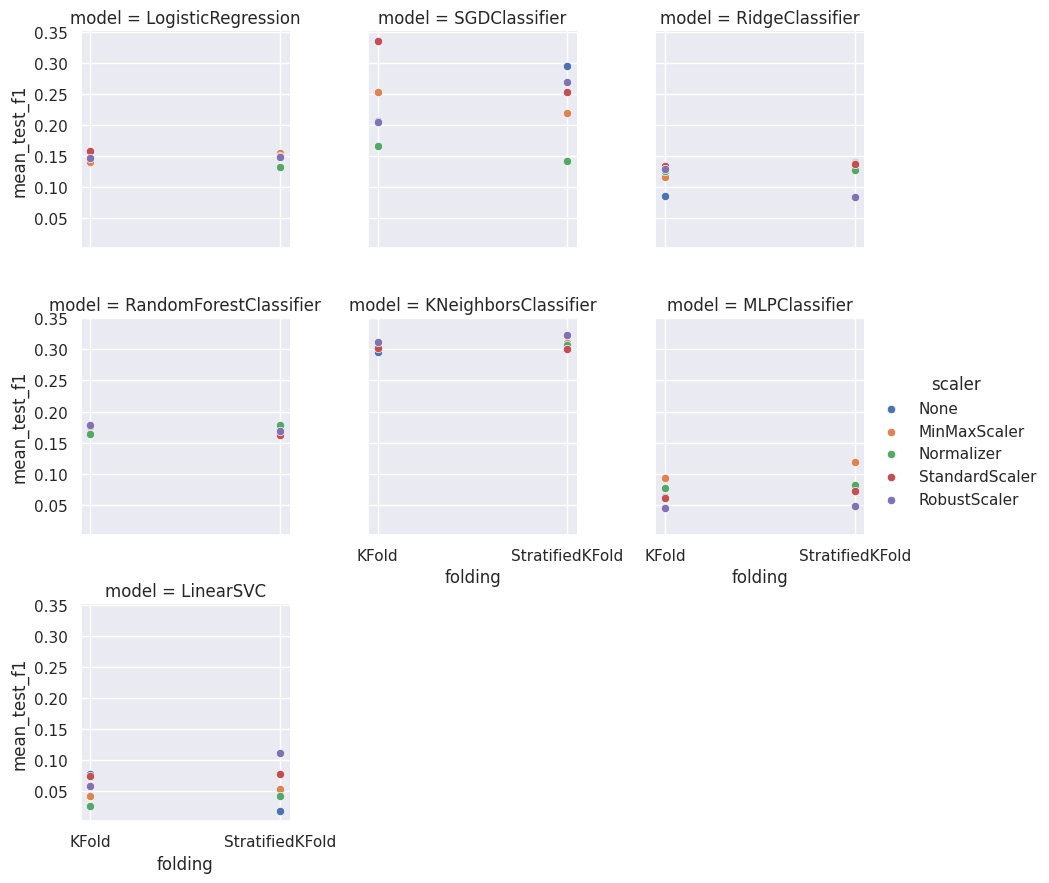 model = LogisticRegression
model = SGDClassifier
model = RidgeClassifier
0.35
0.30
0.25
0.20
0.15
0.10
0.05
mean_test_f1
model = RandomForestClassifier
model = KNeighborsClassifier
model = MLPClassifier
0.35
0.30
0.25
0.20
0.15
0.10
0.05
mean_test_f1
KFold
StratifiedKFold
folding
KFold
StratifiedKFold
folding
scaler
None
MinMaxScaler
Normalizer
StandardScaler
RobustScaler
model = LinearSVC
0.35
0.30
0.25
0.20
0.15
0.10
0.05
mean_test_f1
KFold
StratifiedKFold
folding